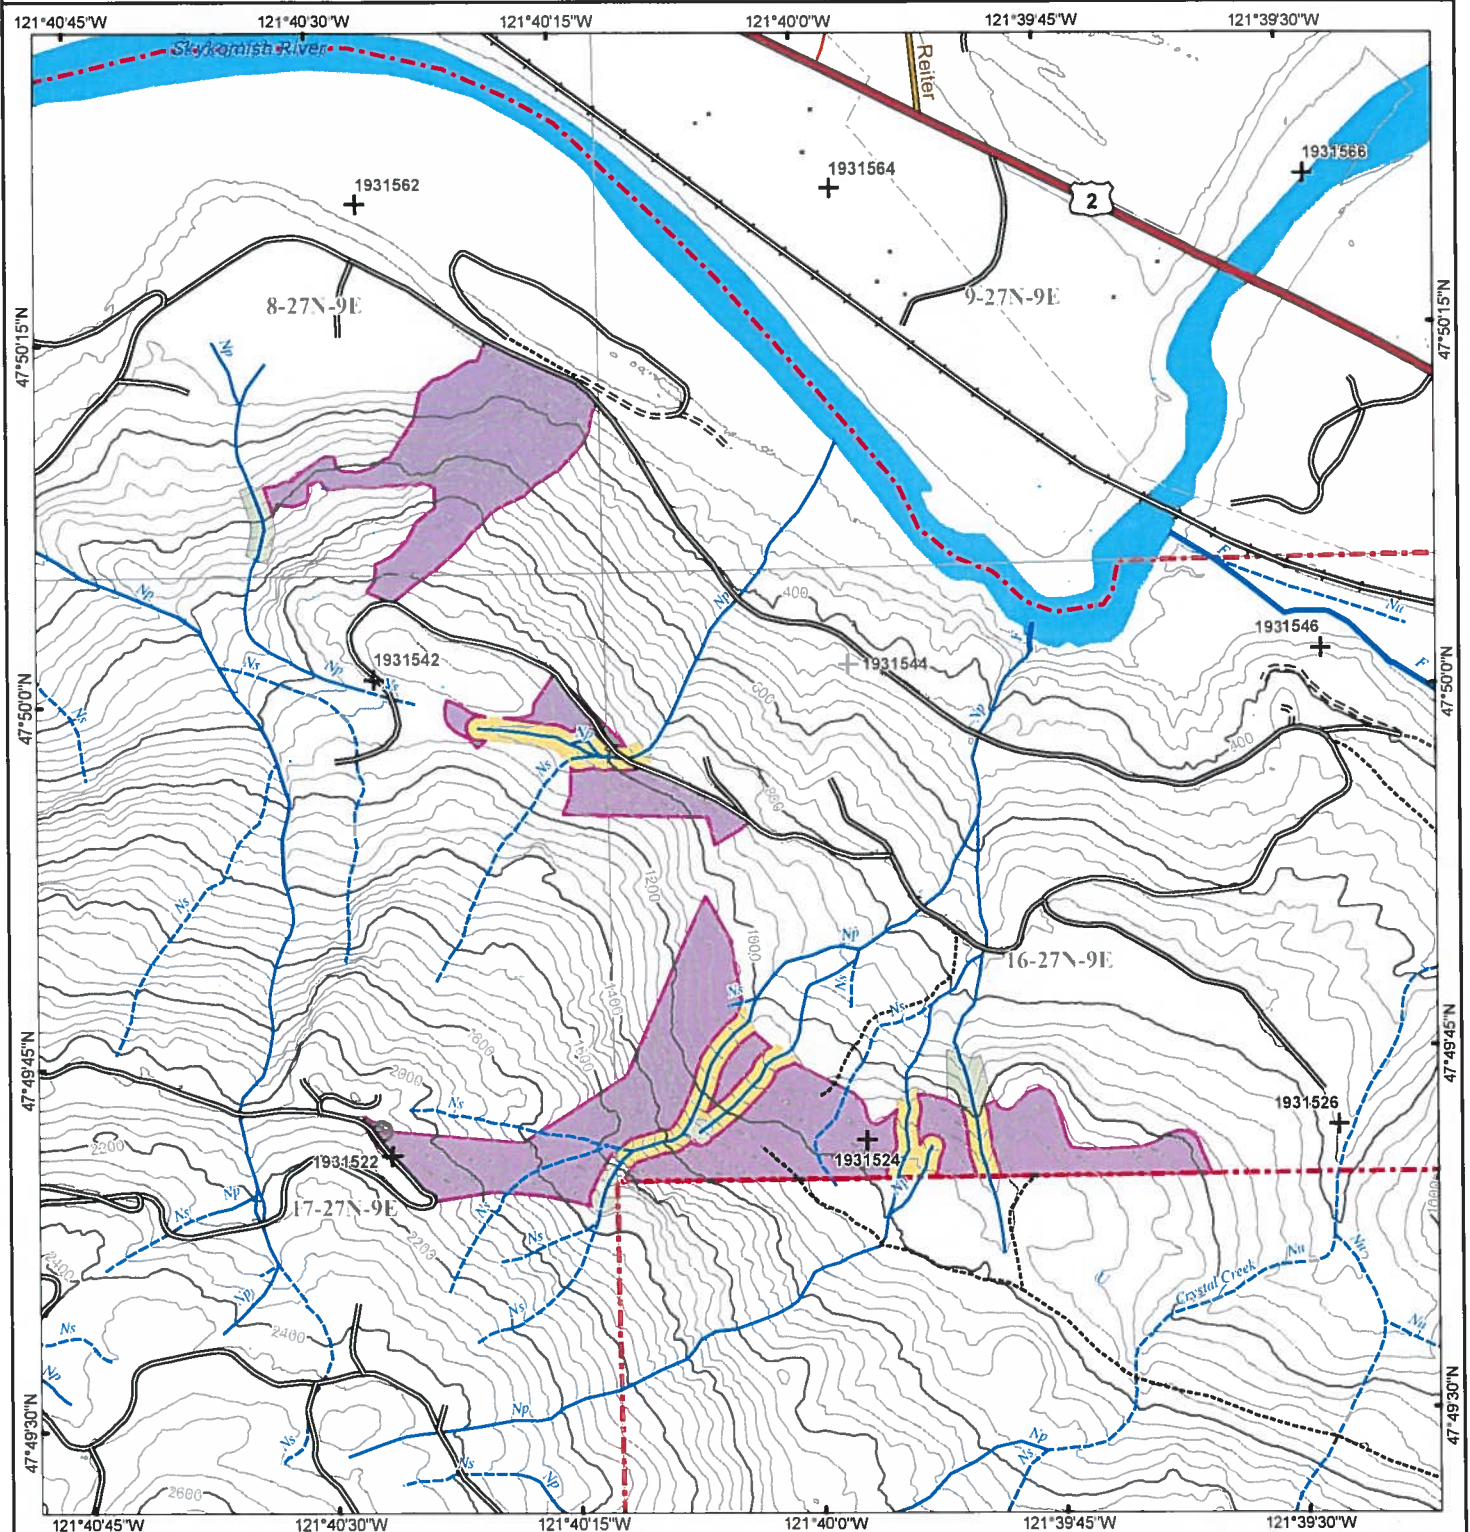 121°40'45"W 121°40'30"W 121°40'15"W 121°40'0"W 121°39'45"W 121°39'30"W
Skykomish River
Reiter
1931566
1931564
1931562
2
8-27N-9E
9-27N-9E
47°50'15"N
47°50'15"N
Np
F
Np
400
Np
Nu
1931546
1931542
1931544
Ns
Np
Ns
F
47°50'0"N
47°50'0"N
600
Ns
Np
Np
400
Ns
800
1200
Ns
Np
1000
16-27N-9E
Ns
Ns
1400
Ns
1600
1800
47°49'45"N
47°49'45"N
2000
Ns
1931526
2200
1931522
1931524
Np
Np
1000
Ns
17-27N-9E
Ns
2200
Ns
Nu
Nu
2400
U
Crystal Creek
Np
Ns
Nu
Ns
2400
Np
47°49'30"N
47°49'30"N
Np
Np
Ns
Ns
Ns
Np
2600
121°40'45"W 121°40'30"W 121°40'15"W 121°40'0"W 121°39'45"W 121°39'30"W